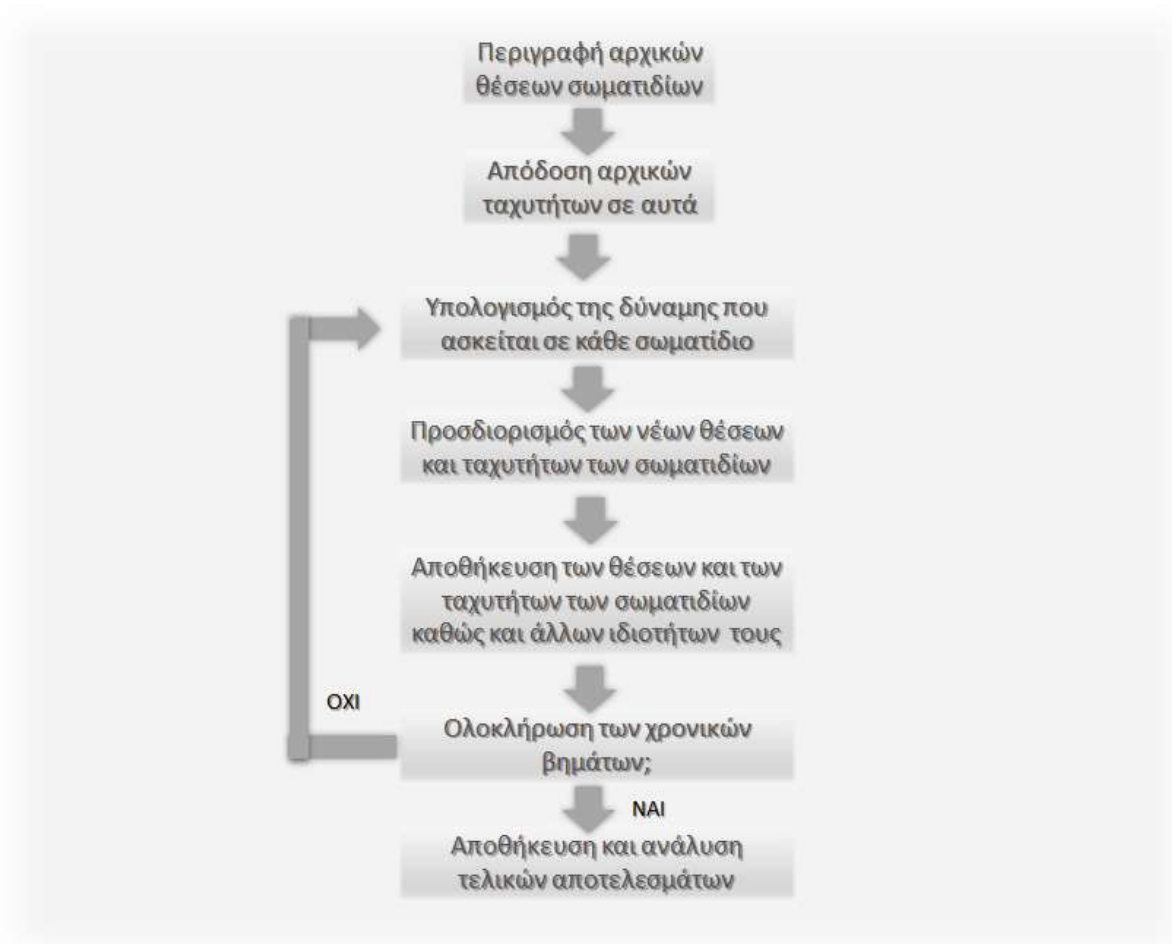 Περιγραφή αρχικών
θέσεων σωματιδίων
Απόδοση αρχικών
ταχυτήτων σε αυτά
Υπολογισμός της δύναμης που
ασκείται σε κάθε σωματίδιο
Προσδιορισμός των νέων θέσεων
και ταχυτήτων των σωματιδίων
Αποθήκευση των θέσεων και των
ταχυτήτων των σωματιδίων
καθώς και άλλων ιδιοτήτων τους
ΟΧΙ
Ολοκλήρωση των χρονικών
βημάτων;
ΝΑΙ
Αποθήκευση και ανάλυση
τελικών αποτελεσμάτων